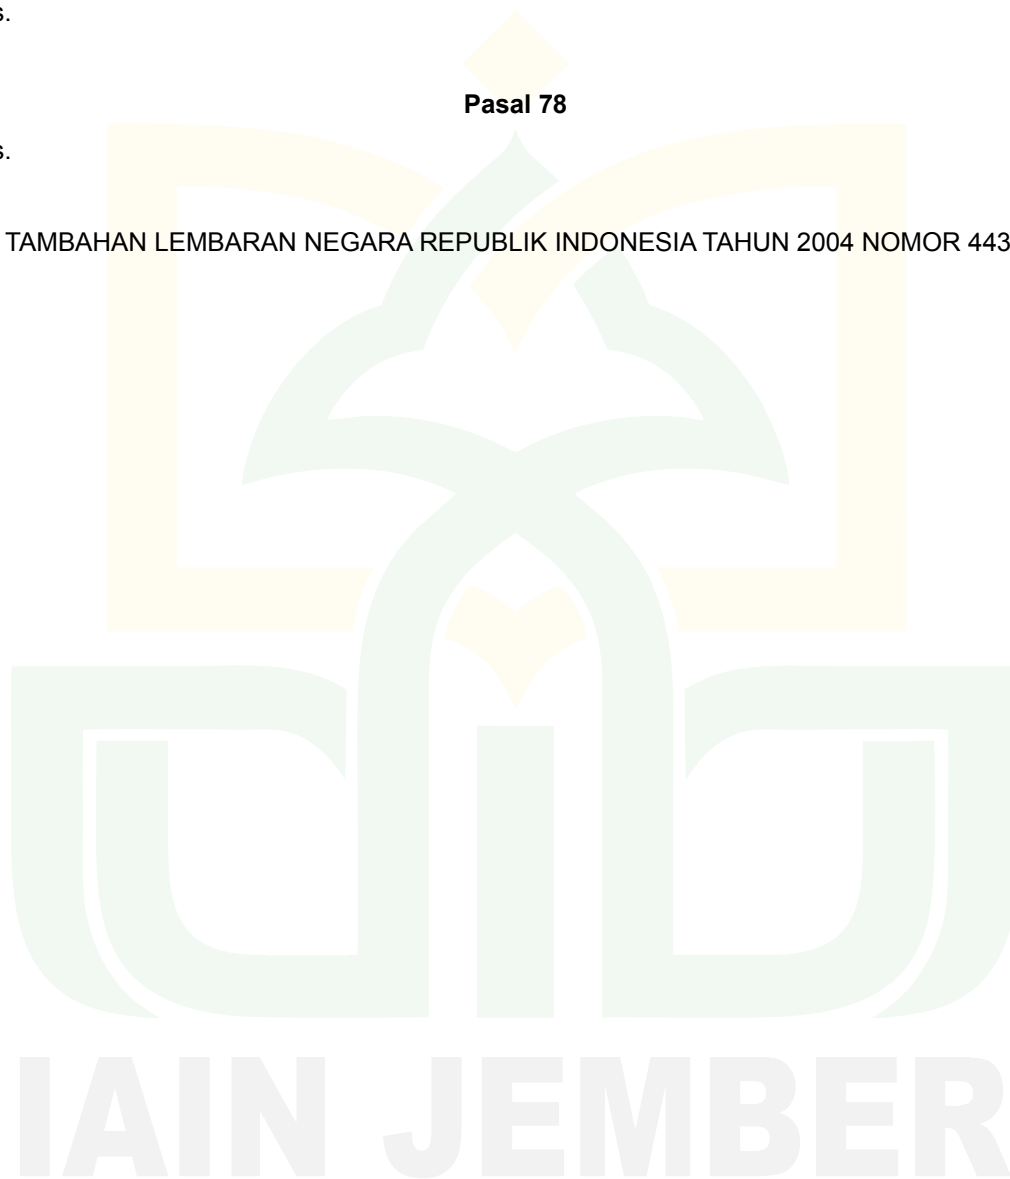 s.
Pasal 78
s.
TAMBAHAN LEMBARAN NEGARA REPUBLIK INDONESIA TAHUN 2004 NOMOR 443
IAIN JEMBER